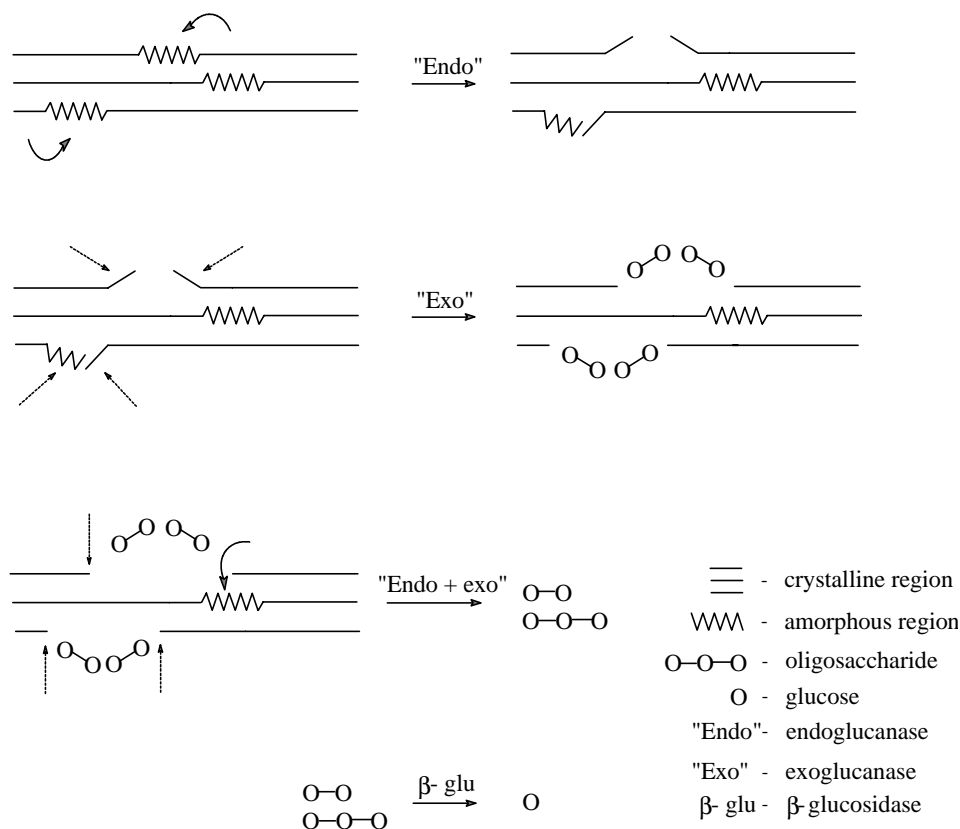 "Endo"
"Exo"
"Endo + exo"
O-O
O-O-O
- crystalline region
- amorphous region
O-O-O - oligosaccharide
O - glucose
"Endo"- endoglucanase
"Exo" - exoglucanase
β- glu - β-glucosidase
O-O
O-O-O
β- glu
O